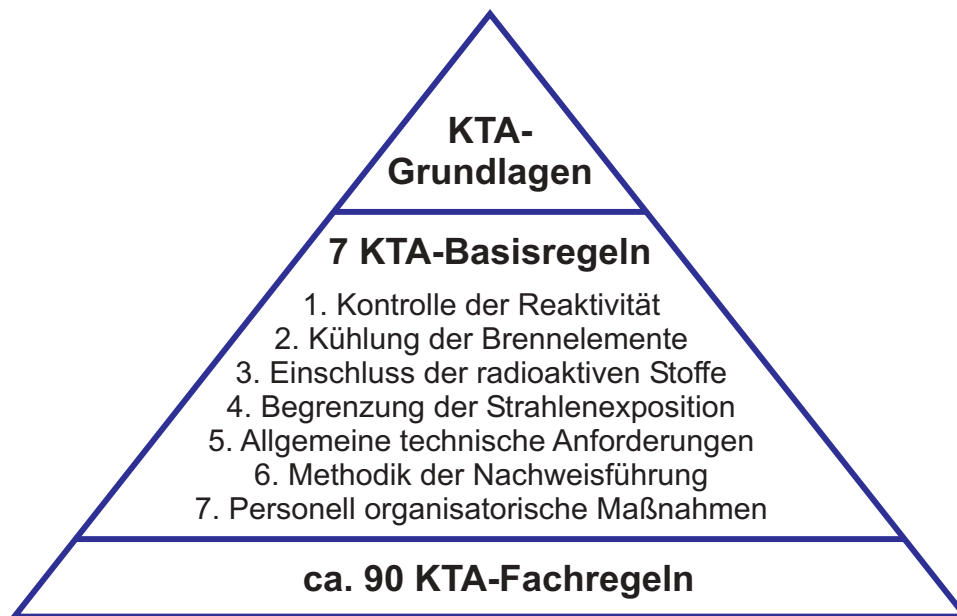 KTA-
Grundlagen
7 KTA-Basisregeln
1. Kontrolle der Reaktivität
2. Kühlung der Brennelemente
3. Einschluss der radioaktiven Stoffe
4. Begrenzung der Strahlenexposition
5. Allgemeine technische Anforderungen
6. Methodik der Nachweisführung
7. Personell organisatorische Maßnahmen
ca. 90 KTA-Fachregeln